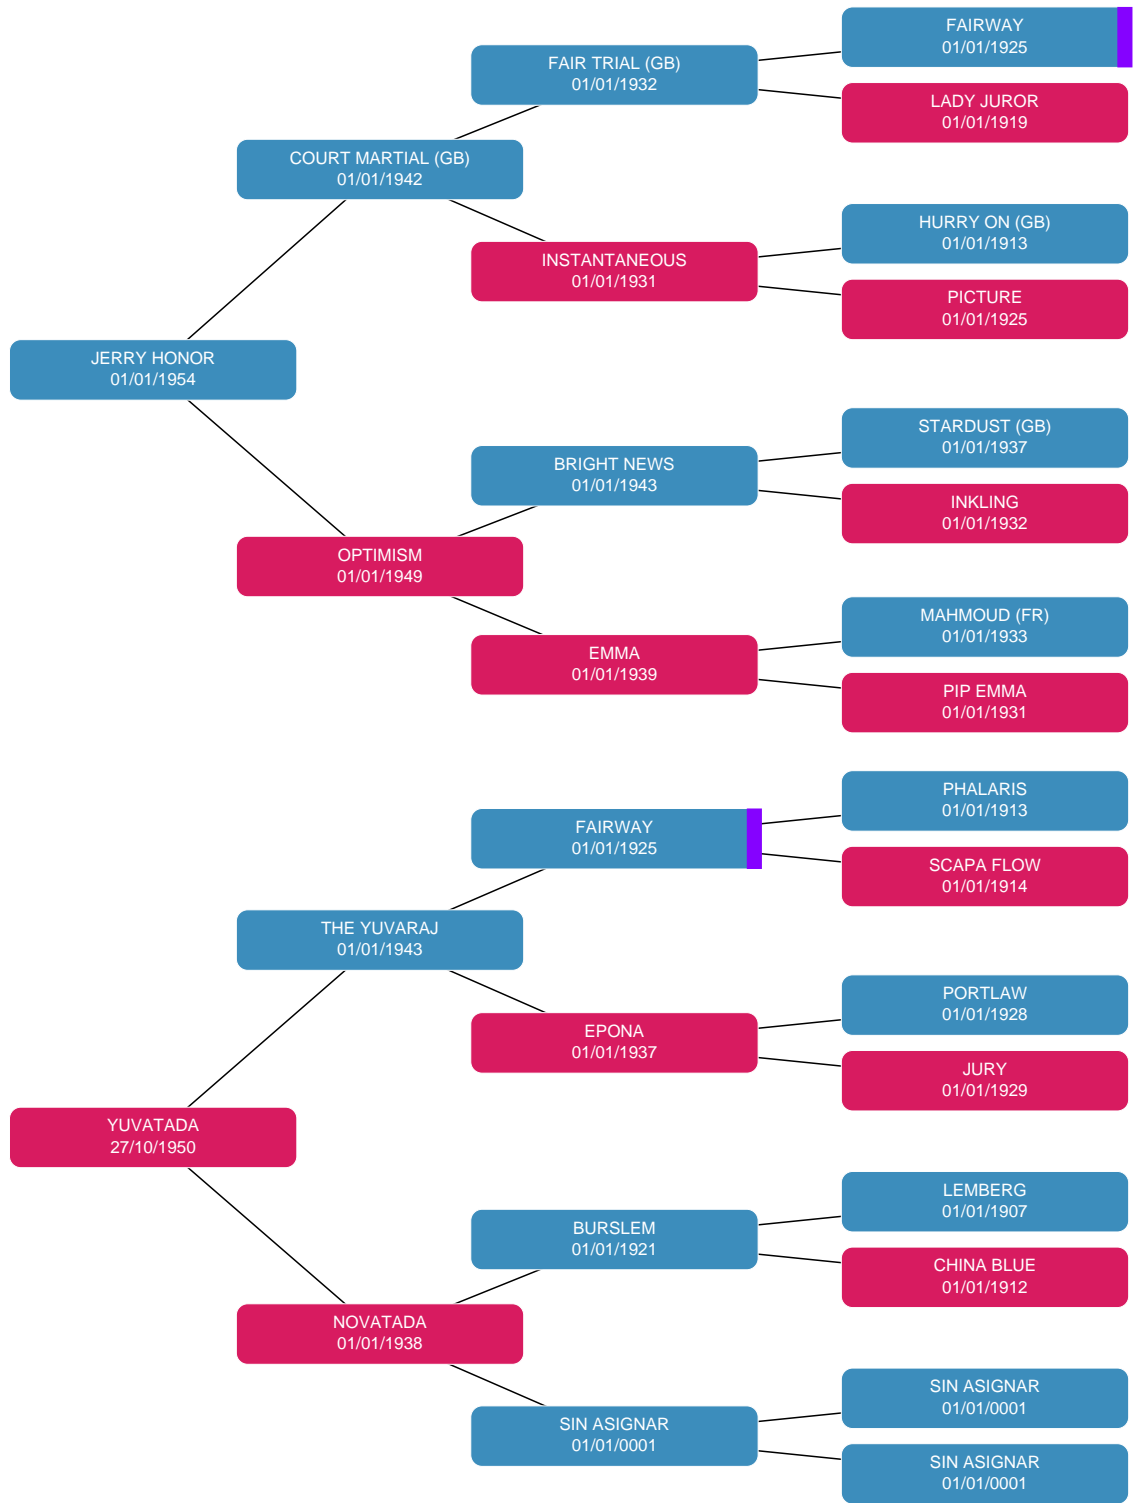 FAIRWAY
01/01/1925
FAIR TRIAL (GB)
01/01/1932
LADY JUROR
01/01/1919
COURT MARTIAL (GB)
01/01/1942
HURRY ON (GB)
01/01/1913
INSTANTANEOUS
01/01/1931
PICTURE
01/01/1925
JERRY HONOR
01/01/1954
STARDUST (GB)
01/01/1937
BRIGHT NEWS
01/01/1943
INKLING
01/01/1932
OPTIMISM
01/01/1949
MAHMOUD (FR)
01/01/1933
EMMA
01/01/1939
PIP EMMA
01/01/1931
PHALARIS
01/01/1913
FAIRWAY
01/01/1925
SCAPA FLOW
01/01/1914
THE YUVARAJ
01/01/1943
PORTLAW
01/01/1928
EPONA
01/01/1937
JURY
01/01/1929
YUVATADA
27/10/1950
LEMBERG
01/01/1907
BURSLEM
01/01/1921
CHINA BLUE
01/01/1912
NOVATADA
01/01/1938
SIN ASIGNAR
01/01/0001
SIN ASIGNAR
01/01/0001
SIN ASIGNAR
01/01/0001